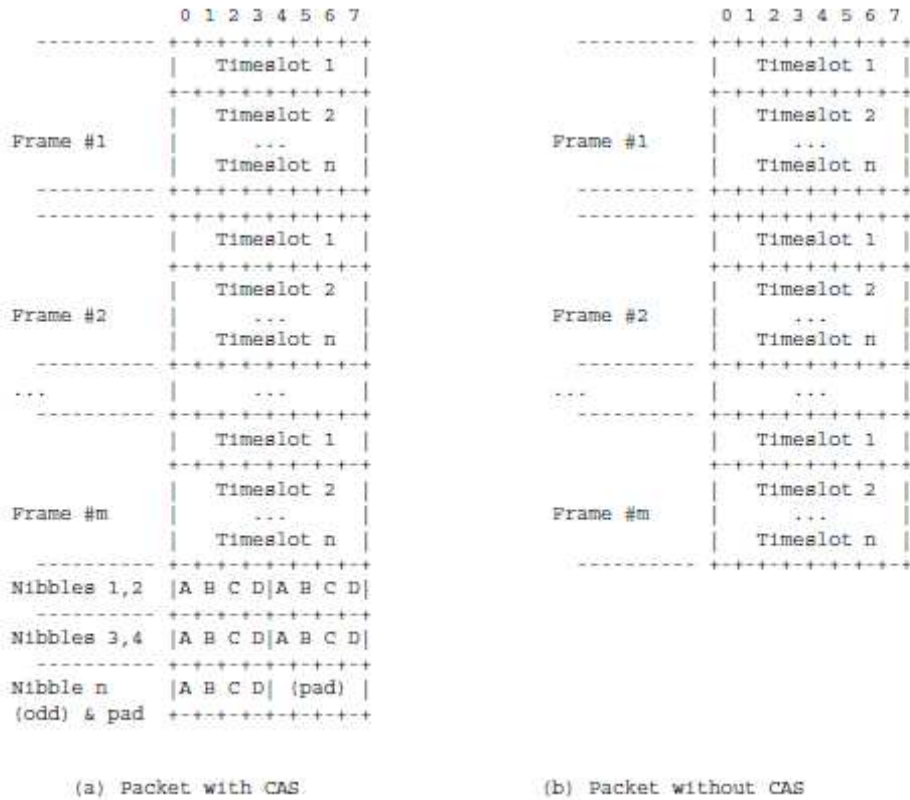 0 1 2 3 4 5 6 7          0 1 2 3 4 5 6 7
---------- +-+-+-+-+-+-+-+-+          ---------- +-+-+-+-+-+-+-+-+
| Timeslot 1 |          | Timeslot 1 |
+-+-+-+-+-+-+-+-+          +-+-+-+-+-+-+-+-+
| Timeslot 2 |          | Timeslot 2 |
Frame #1 | ... |          Frame #1 | ... |
| Timeslot n |          | Timeslot n |
---------- +-+-+-+-+-+-+-+-+          ---------- +-+-+-+-+-+-+-+-+
---------- +-+-+-+-+-+-+-+-+          ---------- +-+-+-+-+-+-+-+-+
| Timeslot 1 |          | Timeslot 1 |
+-+-+-+-+-+-+-+-+          +-+-+-+-+-+-+-+-+
| Timeslot 2 |          | Timeslot 2 |
Frame #2 | ... |          Frame #2 | ... |
| Timeslot n |          | Timeslot n |
---------- +-+-+-+-+-+-+-+-+          ---------- +-+-+-+-+-+-+-+-+
... | ... |          ... | ... |
---------- +-+-+-+-+-+-+-+-+          ---------- +-+-+-+-+-+-+-+-+
| Timeslot 1 |          | Timeslot 1 |
+-+-+-+-+-+-+-+-+          +-+-+-+-+-+-+-+-+
| Timeslot 2 |          | Timeslot 2 |
Frame #m | ... |          Frame #m | ... |
| Timeslot n |          | Timeslot n |
---------- +-+-+-+-+-+-+-+-+          ---------- +-+-+-+-+-+-+-+-+
Nibbles 1,2 |A B C D|A B C D|
---------- +-+-+-+-+-+-+-+-+
Nibbles 3,4 |A B C D|A B C D|
---------- +-+-+-+-+-+-+-+-+
Nibble n |A B C D| (pad) |
(odd) & pad +-+-+-+-+-+-+-+-+
(a) Packet with CAS          (b) Packet without CAS